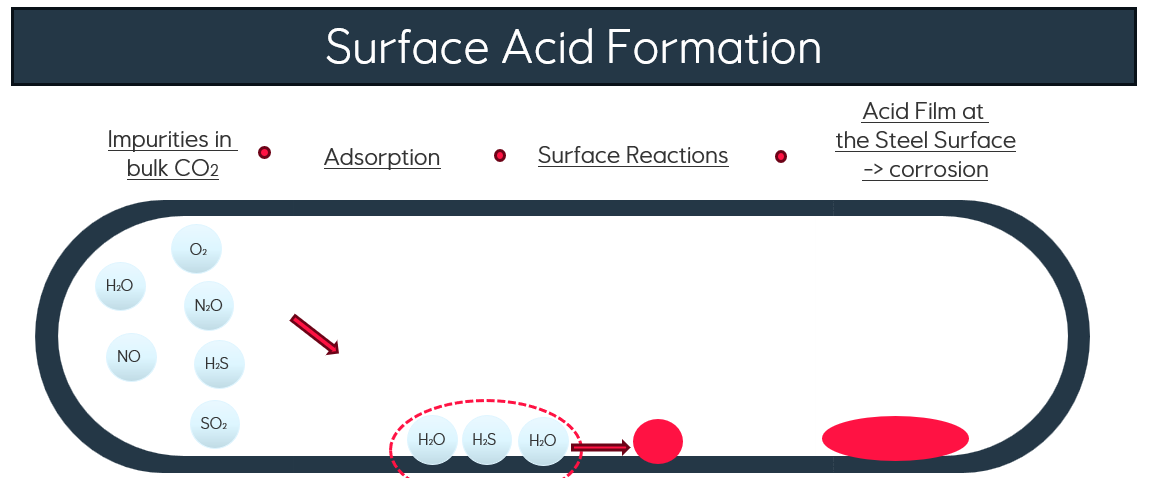 Surface Acid Formation
Impurities in
bulk CO₂
Adsorption
Surface Reactions
Acid Film at
the Steel Surface
-> corrosion
O₂
H₂O
N₂O
NO
H₂S
SO₂
H₂O
H₂S
H₂O